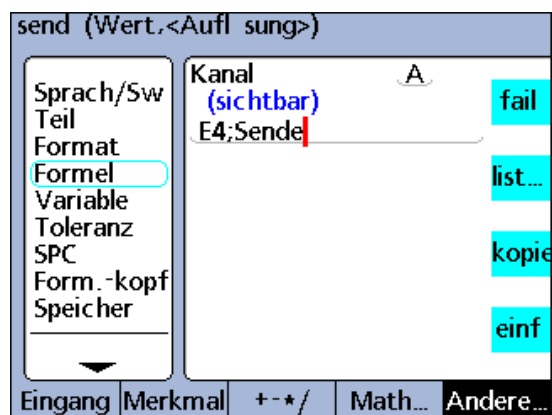 send (Wert,<Aufl sung>)
Sprach/Sw
Teil
Format
Formel
Variable
Toleranz
SPC
Form.-kopf
Speicher
Kanal A
(sichtbar)
E4;Sende
fail
list...
kopie
einf
Eingang Merkmal +-*/ Math... Andere...